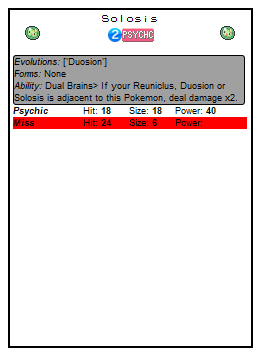 Solosis
2 PSYCHC
Evolutions: ['Duosion']
Forms: None
Ability: Dual Brains> If your Reuniclus, Duosion or
Solosis is adjacent to this Pokemon, deal damage x2.
Psychic Hit: 18 Size: 18 Power: 40
Miss Hit: 24 Size: 6 Power: